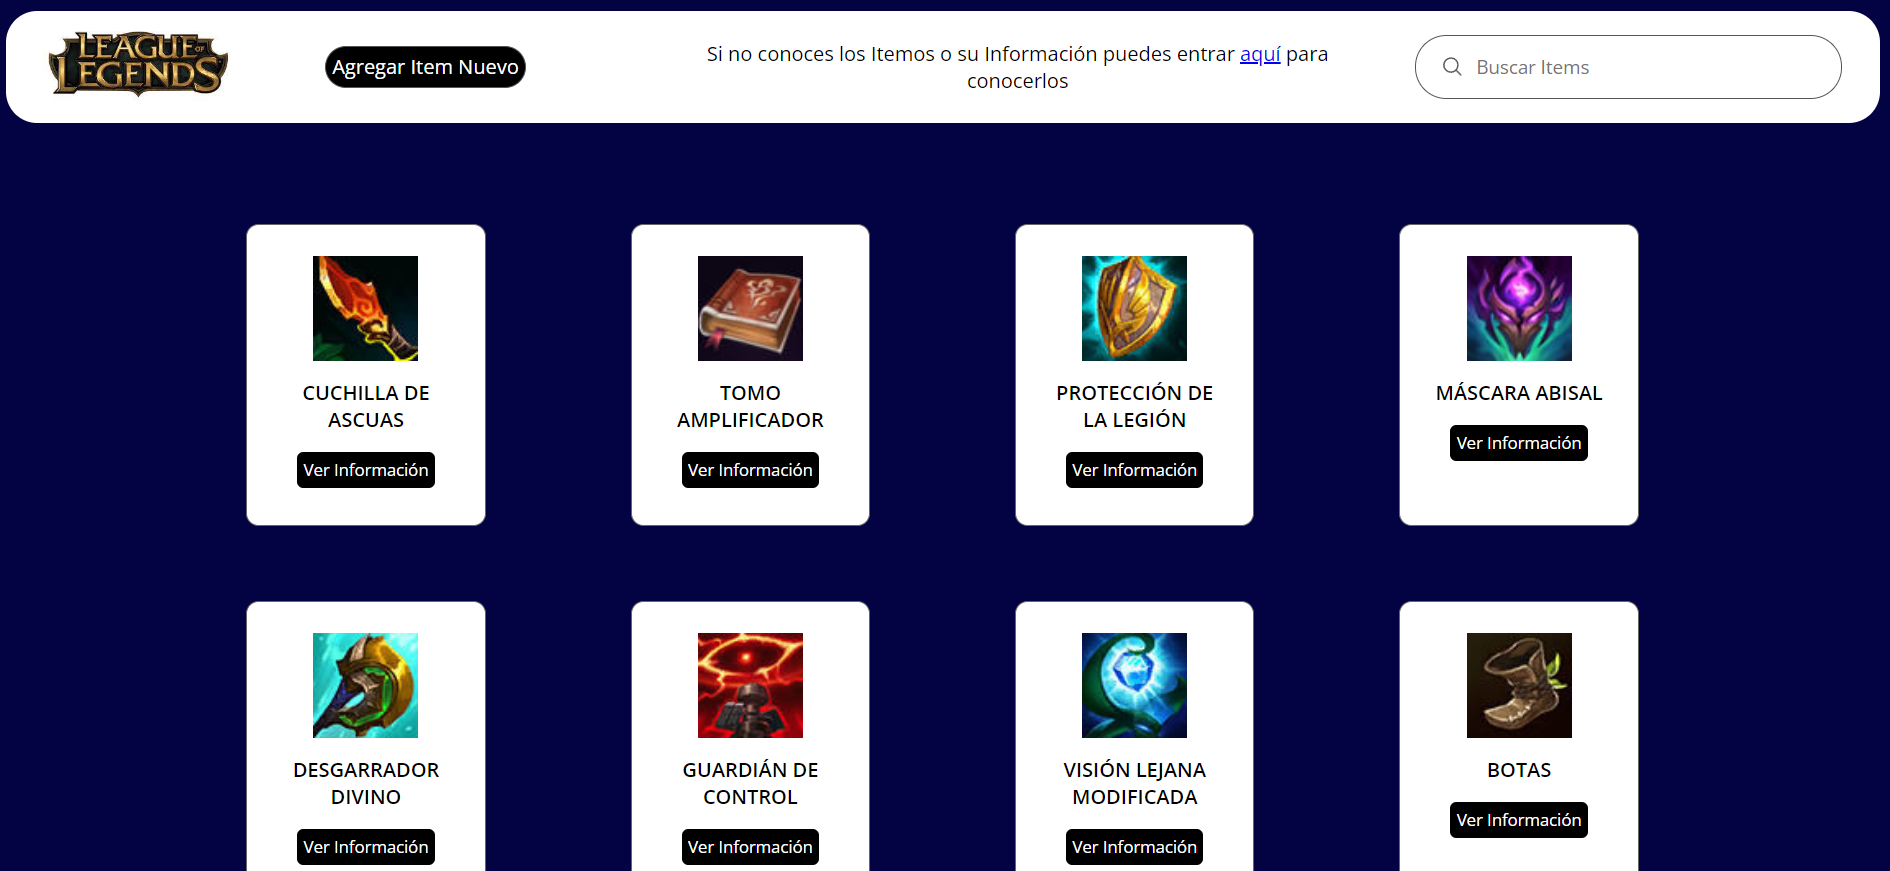 LEAGUE OF
LEGENDS
Agregar Item Nuevo
Si no conoces los Itemos o su Información puedes entrar aquí para
conocerlos
Buscar Items
CUCHILLA DE
ASCUAS
Ver Información
TOMO
AMPLIFICADOR
Ver Información
PROTECCIÓN DE
LA LEGIÓN
Ver Información
MÁSCARA ABISAL
Ver Información
DESGARRADOR
DIVINO
Ver Información
GUARDIÁN DE
CONTROL
Ver Información
VISIÓN LEJANA
MODIFICADA
Ver Información
BOTAS
Ver Información